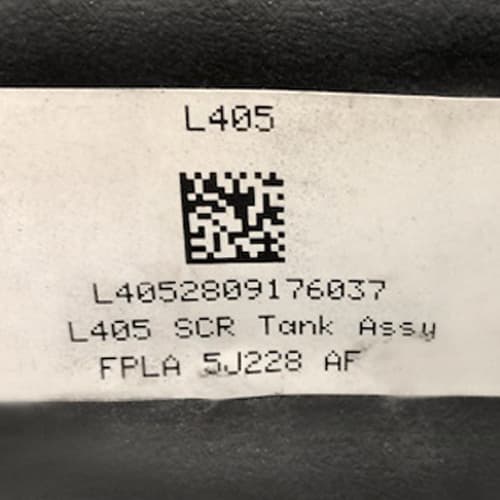 L405
L4052809176037
L405 SCR Tank Assy
FPLA 5J228 AF